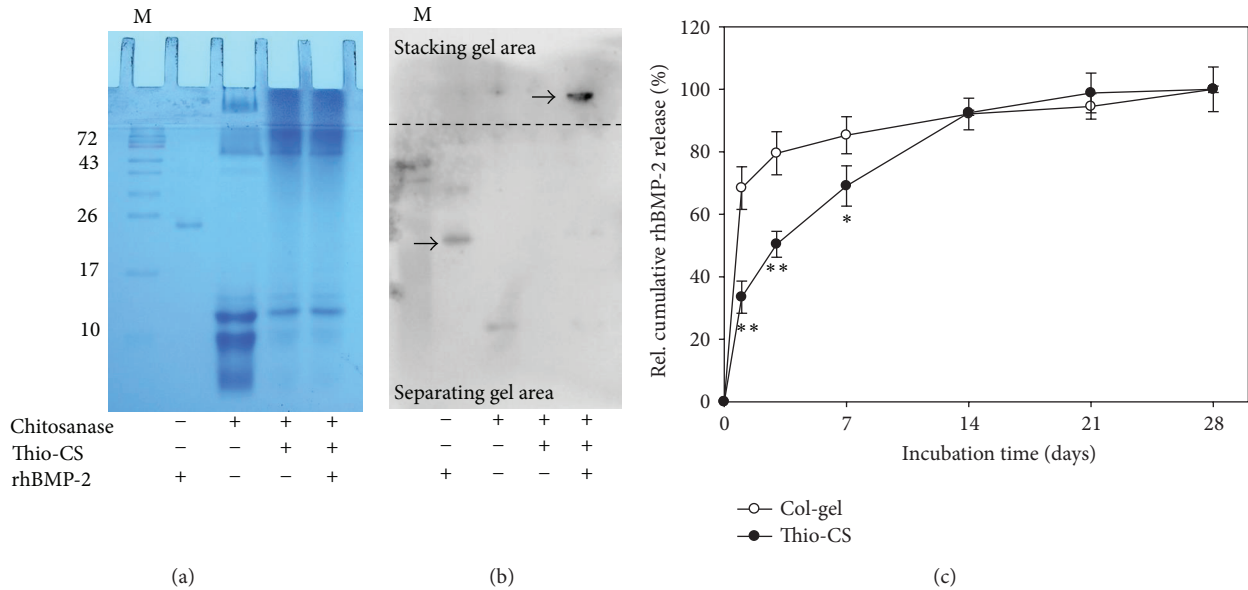 M
72
43
26
17
10
Chitosanase − + + +
Thio-CS − − + +
rhBMP-2 + − − +
(a)
M
Stacking gel area
Separating gel area
− + + +
− − + +
+ − − +
(b)
Rel. cumulative rhBMP-2 release (%)
120
100
80
60
40
20
0
**
**
*
0 7 14 21 28
Incubation time (days)
Col-gel
Thio-CS
(c)